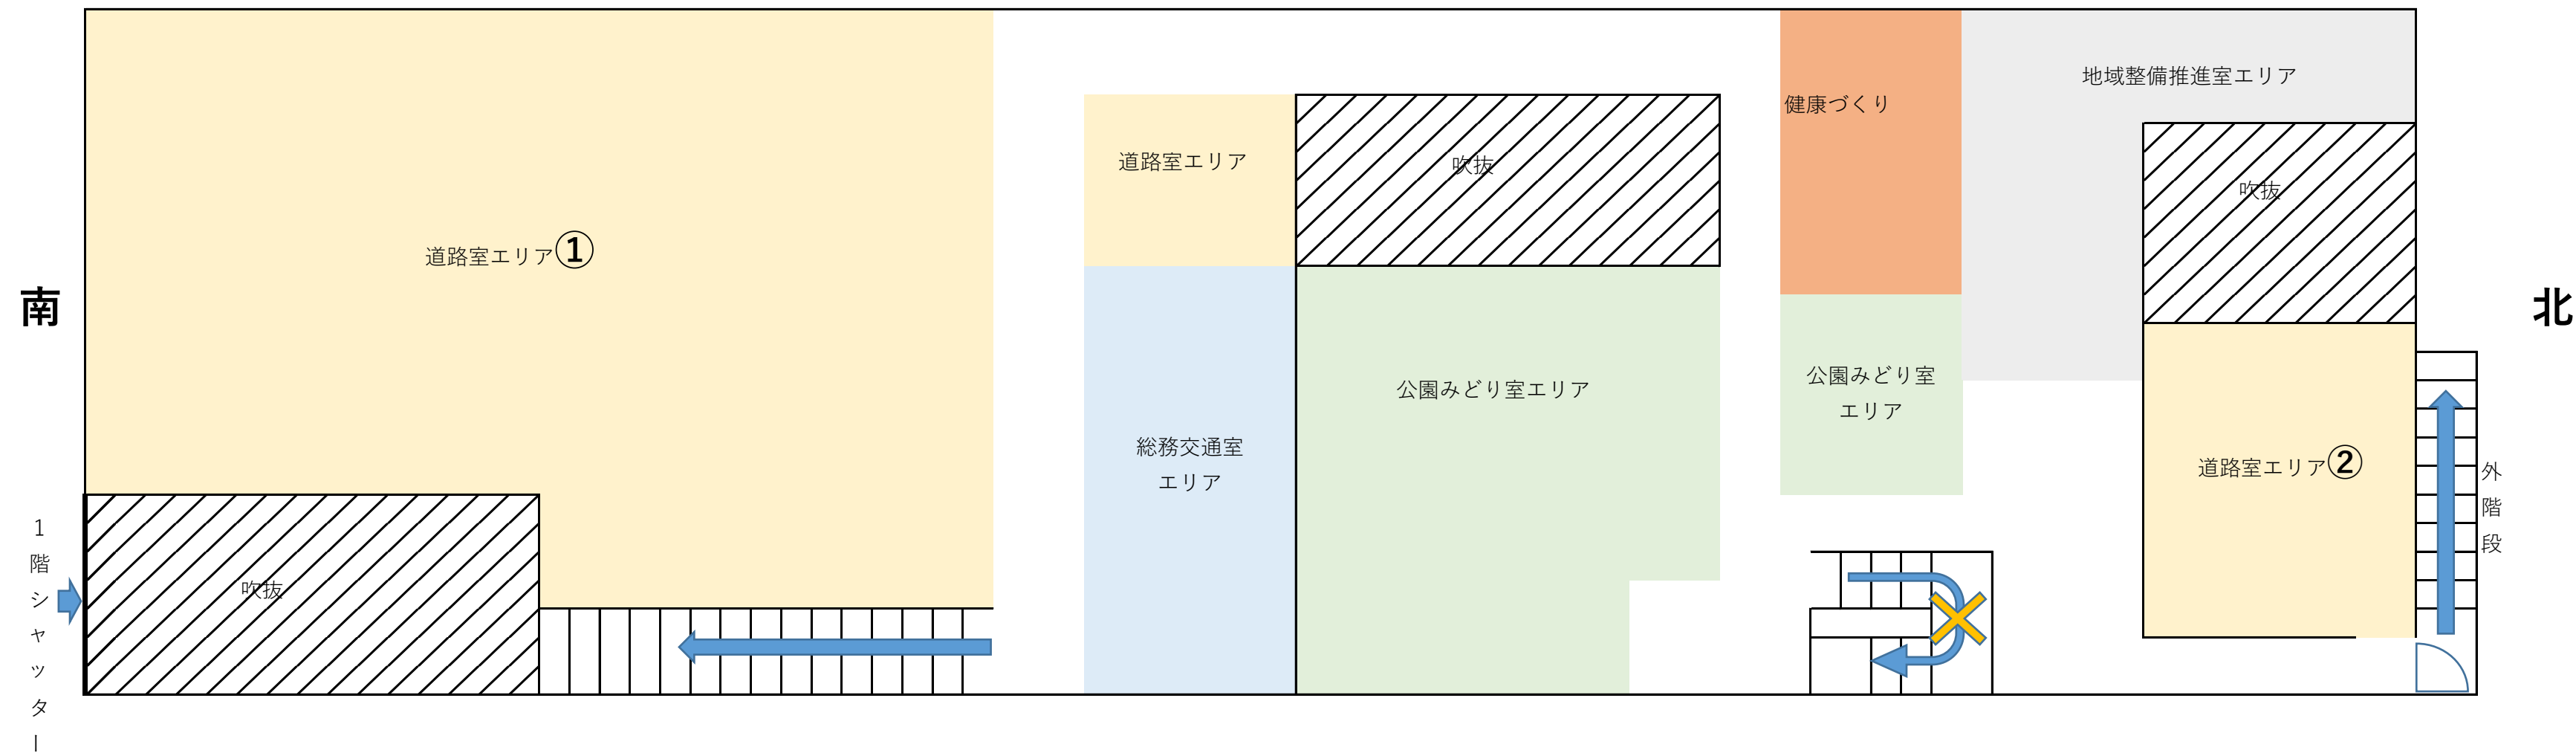 地域整備推進室エリア
健康づくり
道路室エリア
吹抜
吹抜
道路室エリア①
南
北
公園みどり室エリア
公園みどり室
エリア
総務交通室
エリア
道路室エリア②
外階段
1階シャッター
吹抜